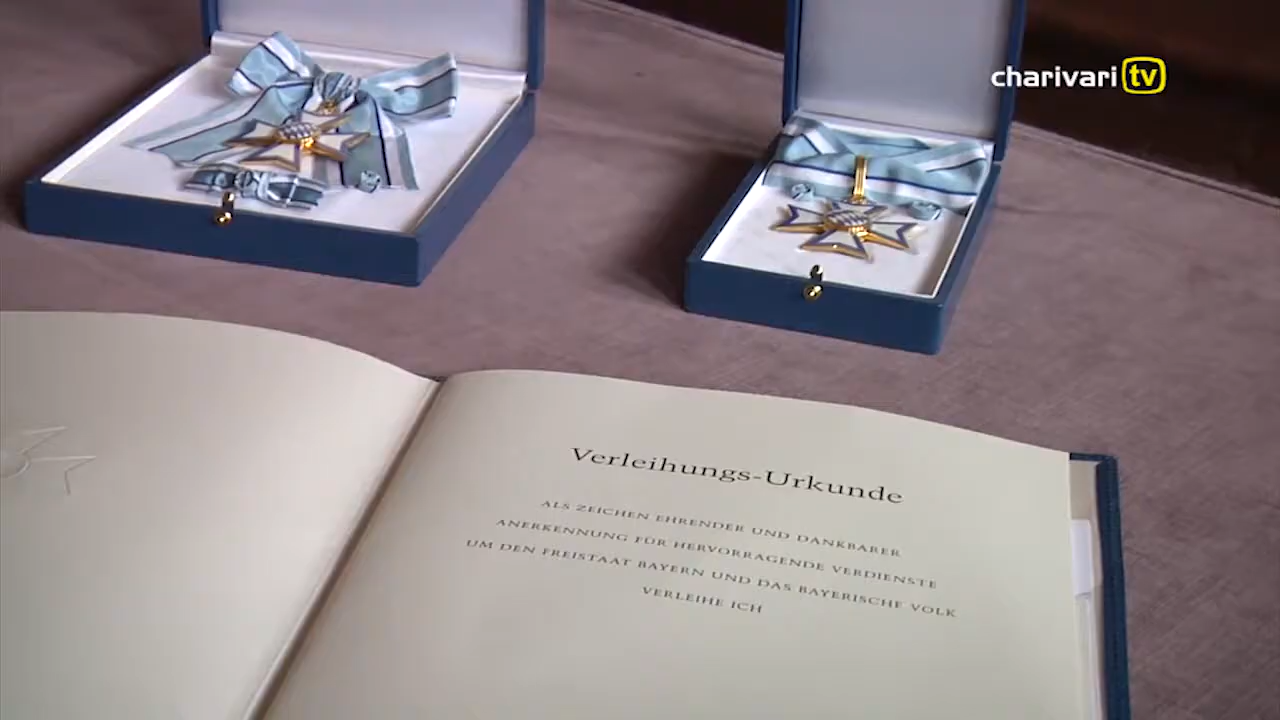 charivari tv
Verleihungs-Urkunde
ALS ZEICHEN EHRENDER UND DANKBARER
ANERKENNUNG FÜR HERVORRAGENDE VERDIENSTE
UM DEN FREISTAAT BAYERN UND DAS BAYERISCHE VOLK
VERLEIHE ICH